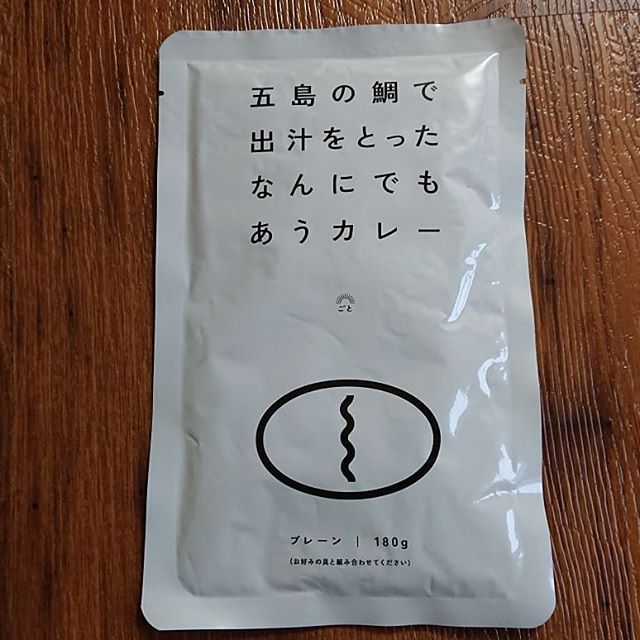 五島の鯛で
出汁をとった
なんにでも
あうカレー
ごと
プレーン | 180g
(お好みの具と組み合わせてください)